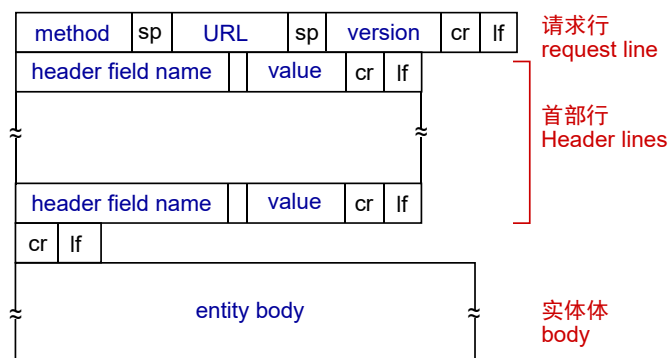 method sp URL sp version cr lf
请求行
request line
header field name value cr lf
首部行
Header lines
header field name value cr lf
cr lf
entity body
实体体
body